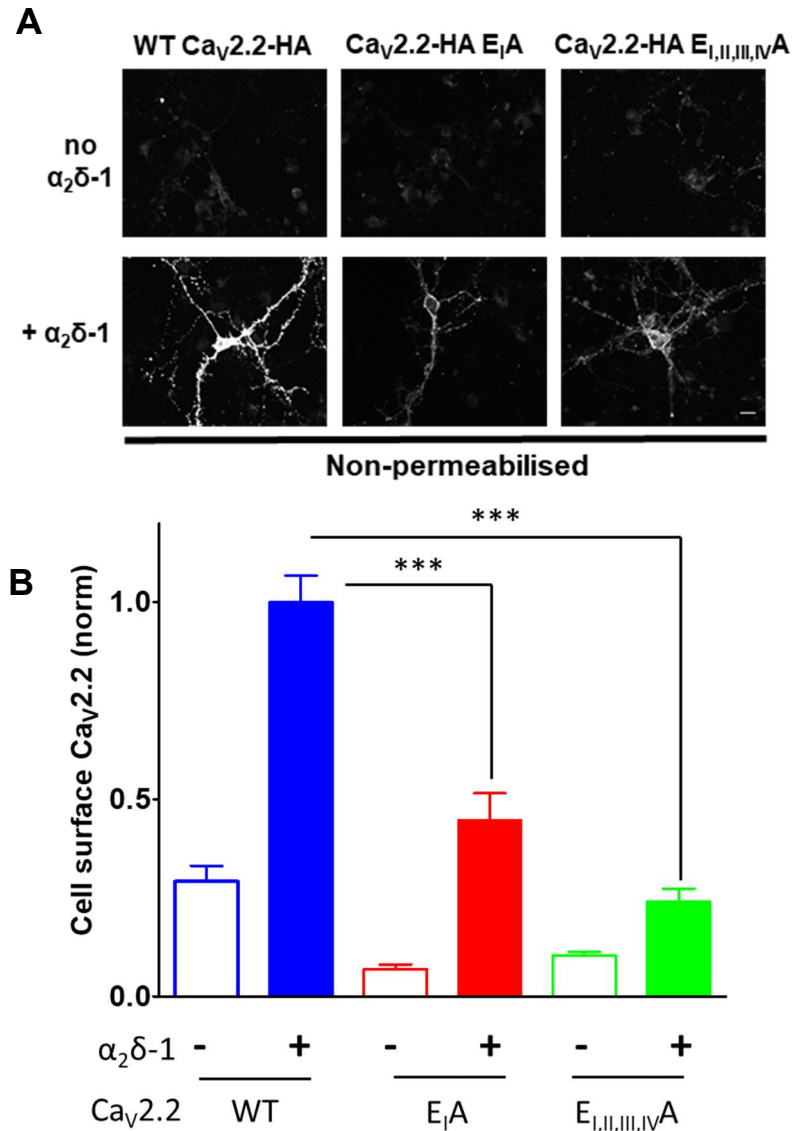 A
WT CaV2.2-HA CaV2.2-HA EIA CaV2.2-HA EI,II,III,IVA
no
α2δ-1
+ α2δ-1
Non-permeabilised
B
Cell surface CaV2.2 (norm)
***
***
1.0
0.5
0.0
α2δ-1 - + - + - +
CaV2.2 WT EIA EI,II,III,IVA